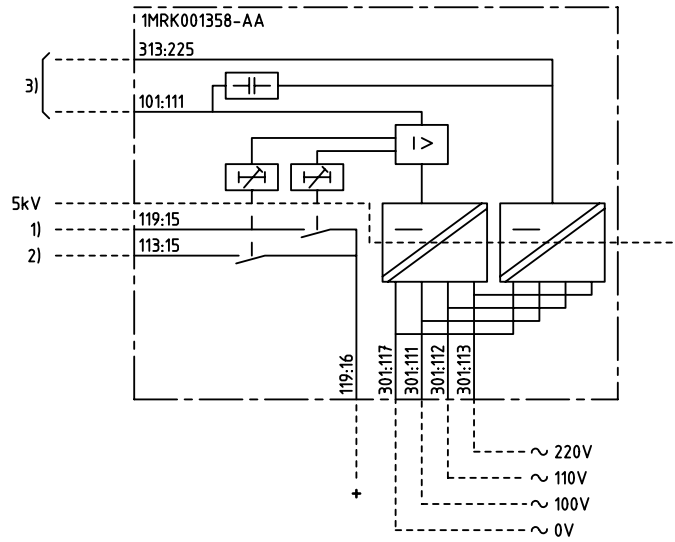 1MRK001358-AA
313:225
3)
101:111
I>
5kV
119:15
1)
113:15
2)
119:16
301:117
301:111
301:112
301:113
~ 220V
~ 110V
+
~ 100V
~ 0V